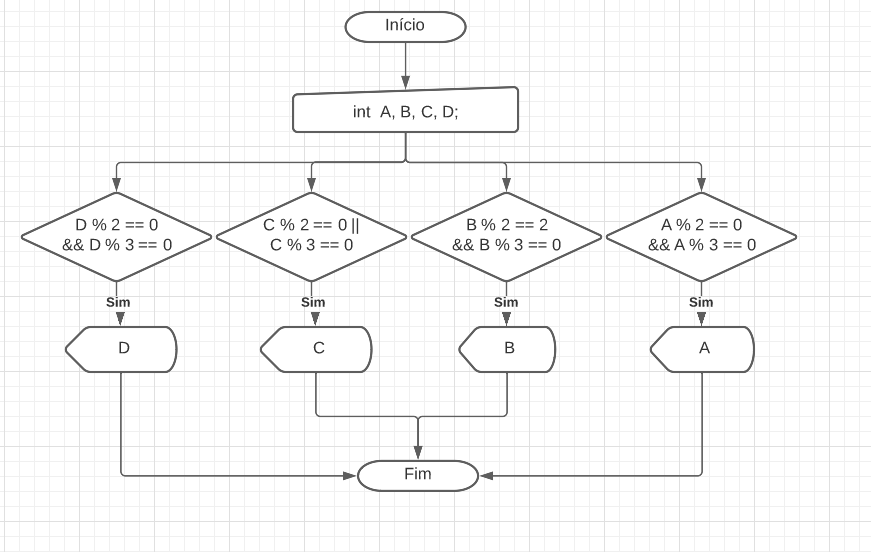 Início
int A, B, C, D;
D % 2 == 0
&& D % 3 == 0
C % 2 == 0 ||
C % 3 == 0
B % 2 == 2
&& B % 3 == 0
A % 2 == 0
&& A % 3 == 0
Sim
Sim
Sim
Sim
D
C
B
A
Fim